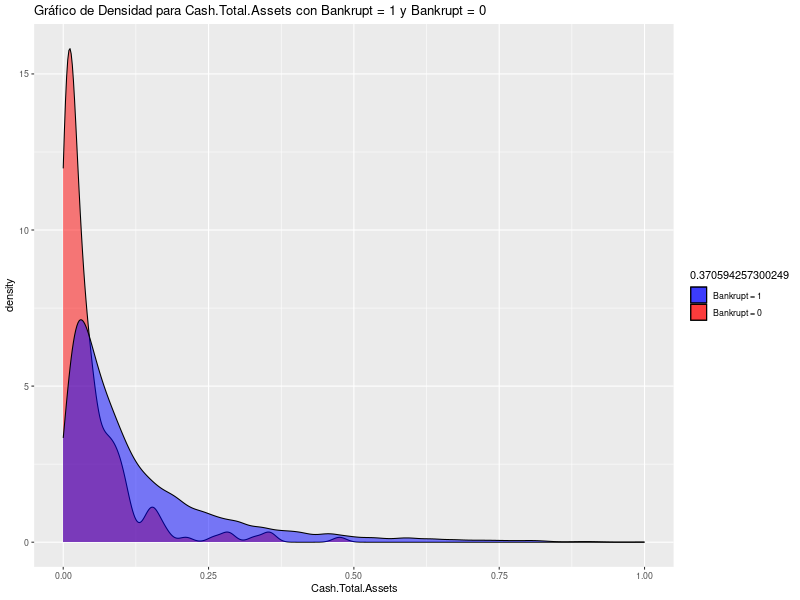 Gráfico de Densidad para Cash.Total.Assets con Bankrupt = 1 y Bankrupt = 0
15
10
5
0
density
0.00
0.25
0.50
0.75
1.00
Cash.Total.Assets
0.370594257300249
Bankrupt = 1
Bankrupt = 0